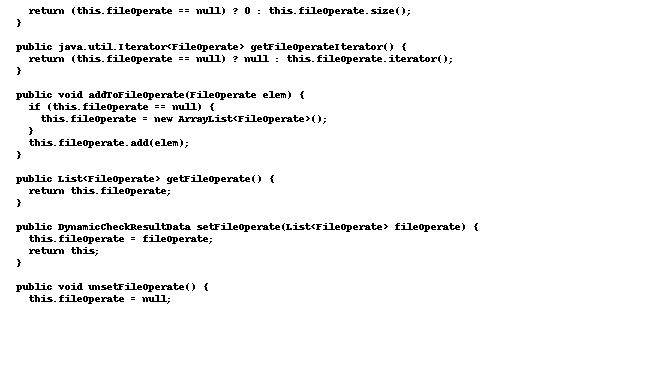 return (this.fileOperate == null) ? 0 : this.fileOperate.size();
}
public java.util.Iterator<FileOperate> getFileOperateIterator() {
return (this.fileOperate == null) ? null : this.fileOperate.iterator();
}
public void addToFileOperate(FileOperate elem) {
if (this.fileOperate == null) {
this.fileOperate = new ArrayList<FileOperate>();
}
this.fileOperate.add(elem);
}
public List<FileOperate> getFileOperate() {
return this.fileOperate;
}
public DynamicCheckResultData setFileOperate(List<FileOperate> fileOperate) {
this.fileOperate = fileOperate;
return this;
}
public void unsetFileOperate() {
this.fileOperate = null;